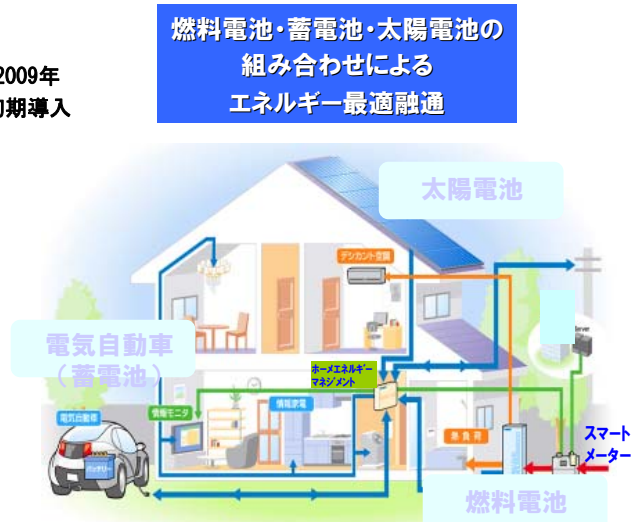 燃料電池・蓄電池・太陽電池の
組み合わせによる
エネルギー最適融通
2009年
初期導入
太陽電池
デシカント空調
電気自動車
(蓄電池)
ホームエネルギー
マネジメント
電気自動車
情報モニタ
情報家電
バッテリー
熱負荷
スマート
メーター
燃料電池